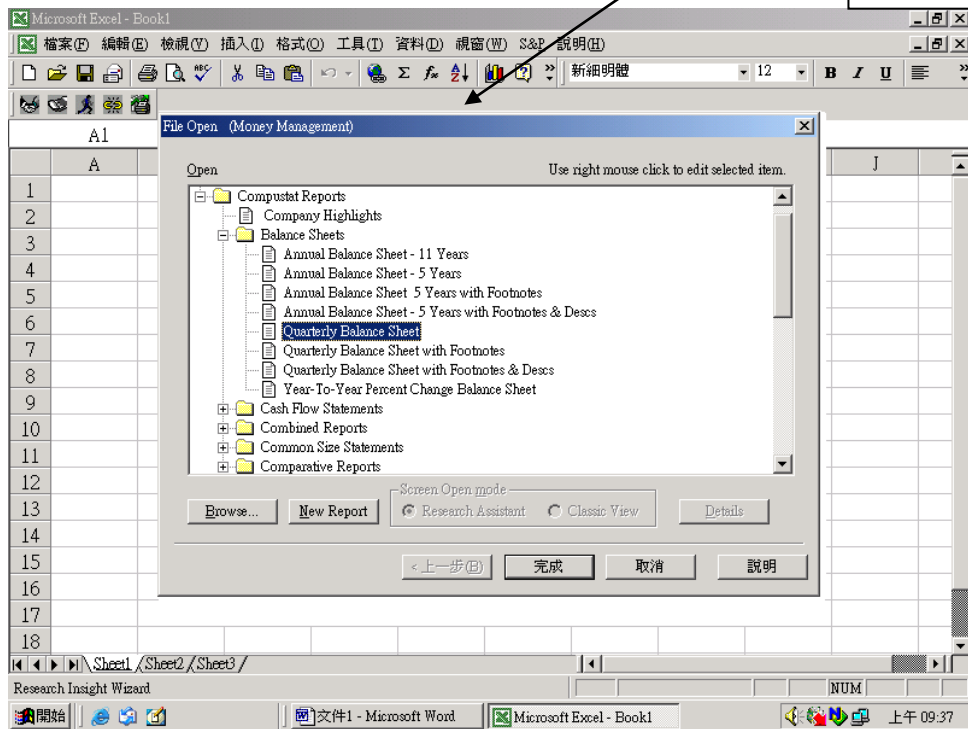 Microsoft Excel - Book1
檔案(F) 編輯(E) 檢視(V) 插入(I) 格式(O) 工具(T) 資料(D) 視窗(W) S&P 說明(H)
ABC Σ fx 新細明體 12 B I U
A1
A J
1
2
3
4
5
6
7
8
9
10
11
12
13
14
15
16
17
18
File Open (Money Management)
Open Use right mouse click to edit selected item.
Compustat Reports
Company Highlights
Balance Sheets
Annual Balance Sheet - 11 Years
Annual Balance Sheet - 5 Years
Annual Balance Sheet 5 Years with Footnotes
Annual Balance Sheet - 5 Years with Footnotes & Descs
Quarterly Balance Sheet
Quarterly Balance Sheet with Footnotes
Quarterly Balance Sheet with Footnotes & Descs
Year-To-Year Percent Change Balance Sheet
Cash Flow Statements
Combined Reports
Common Size Statements
Comparative Reports
Screen Open mode
Browse... New Report Research Assistant Classic View Details
<上一步(B) 完成 取消 說明
Sheet1 Sheet2 Sheet3
Research Insight Wizard NUM
開始 文件1 - Microsoft Word Microsoft Excel - Book1 上午 09:37